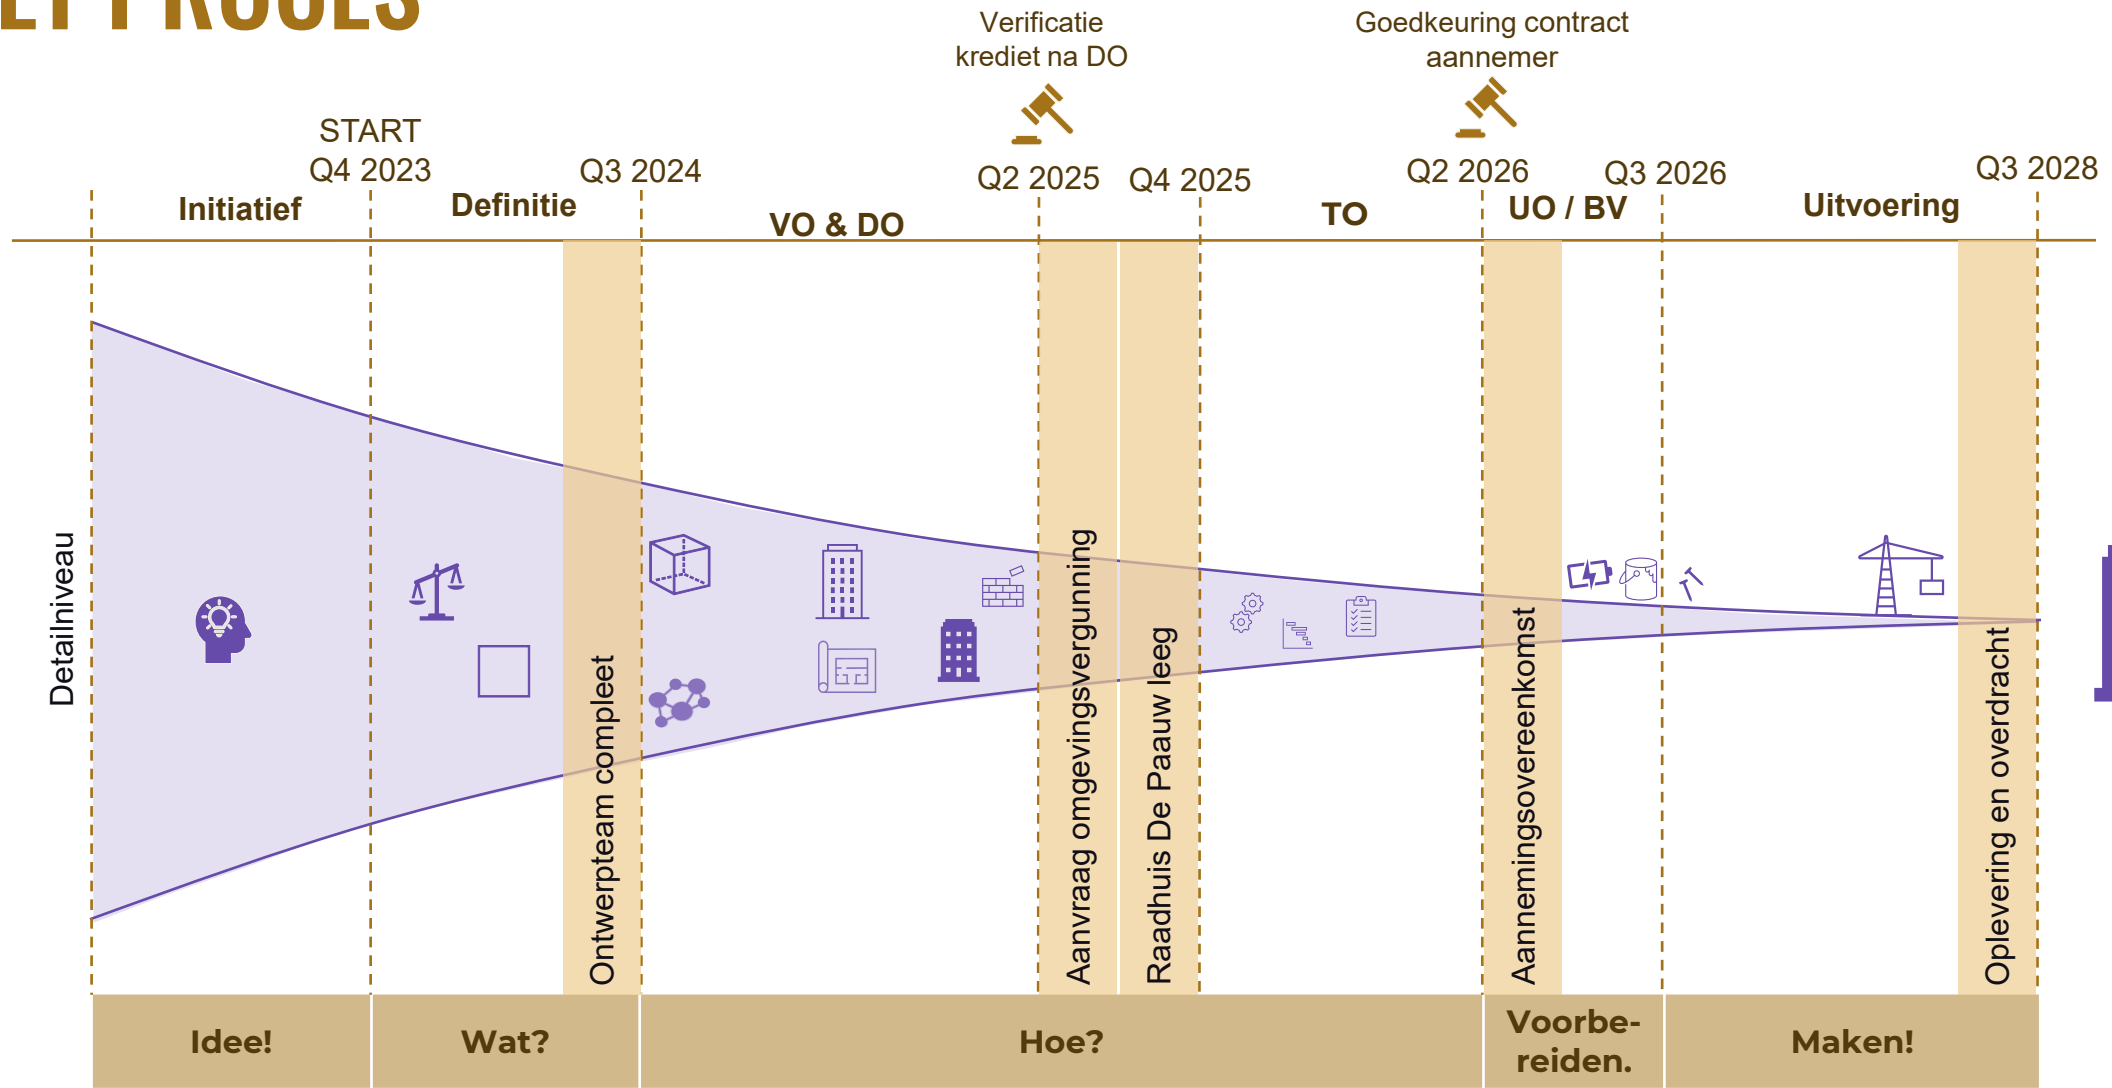 ET PROCES
Verificatie
krediet na DO
Goedkeuring contract
aannemer
START
Q4 2023
Q3 2024
Q2 2025
Q4 2025
Q2 2026
Q3 2026
Q3 2028
Initiatief
Definitie
VO & DO
TO
UO / BV
Uitvoering
Detailniveau
Ontwerpteam compleet
Aanvraag omgevingsvergunning
Raadhuis De Paauw leeg
Aannemingsovereenkomst
Oplevering en overdracht
Idee!
Wat?
Hoe?
Voorbe-
reiden.
Maken!